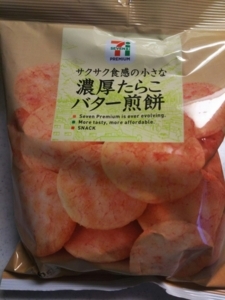 7
ELEVEN
PREMIUM
サクサク食感の小さな
濃厚たらこ
バター煎餅
Seven Premium is ever evolving.
More tasty, more affordable.
SNACK